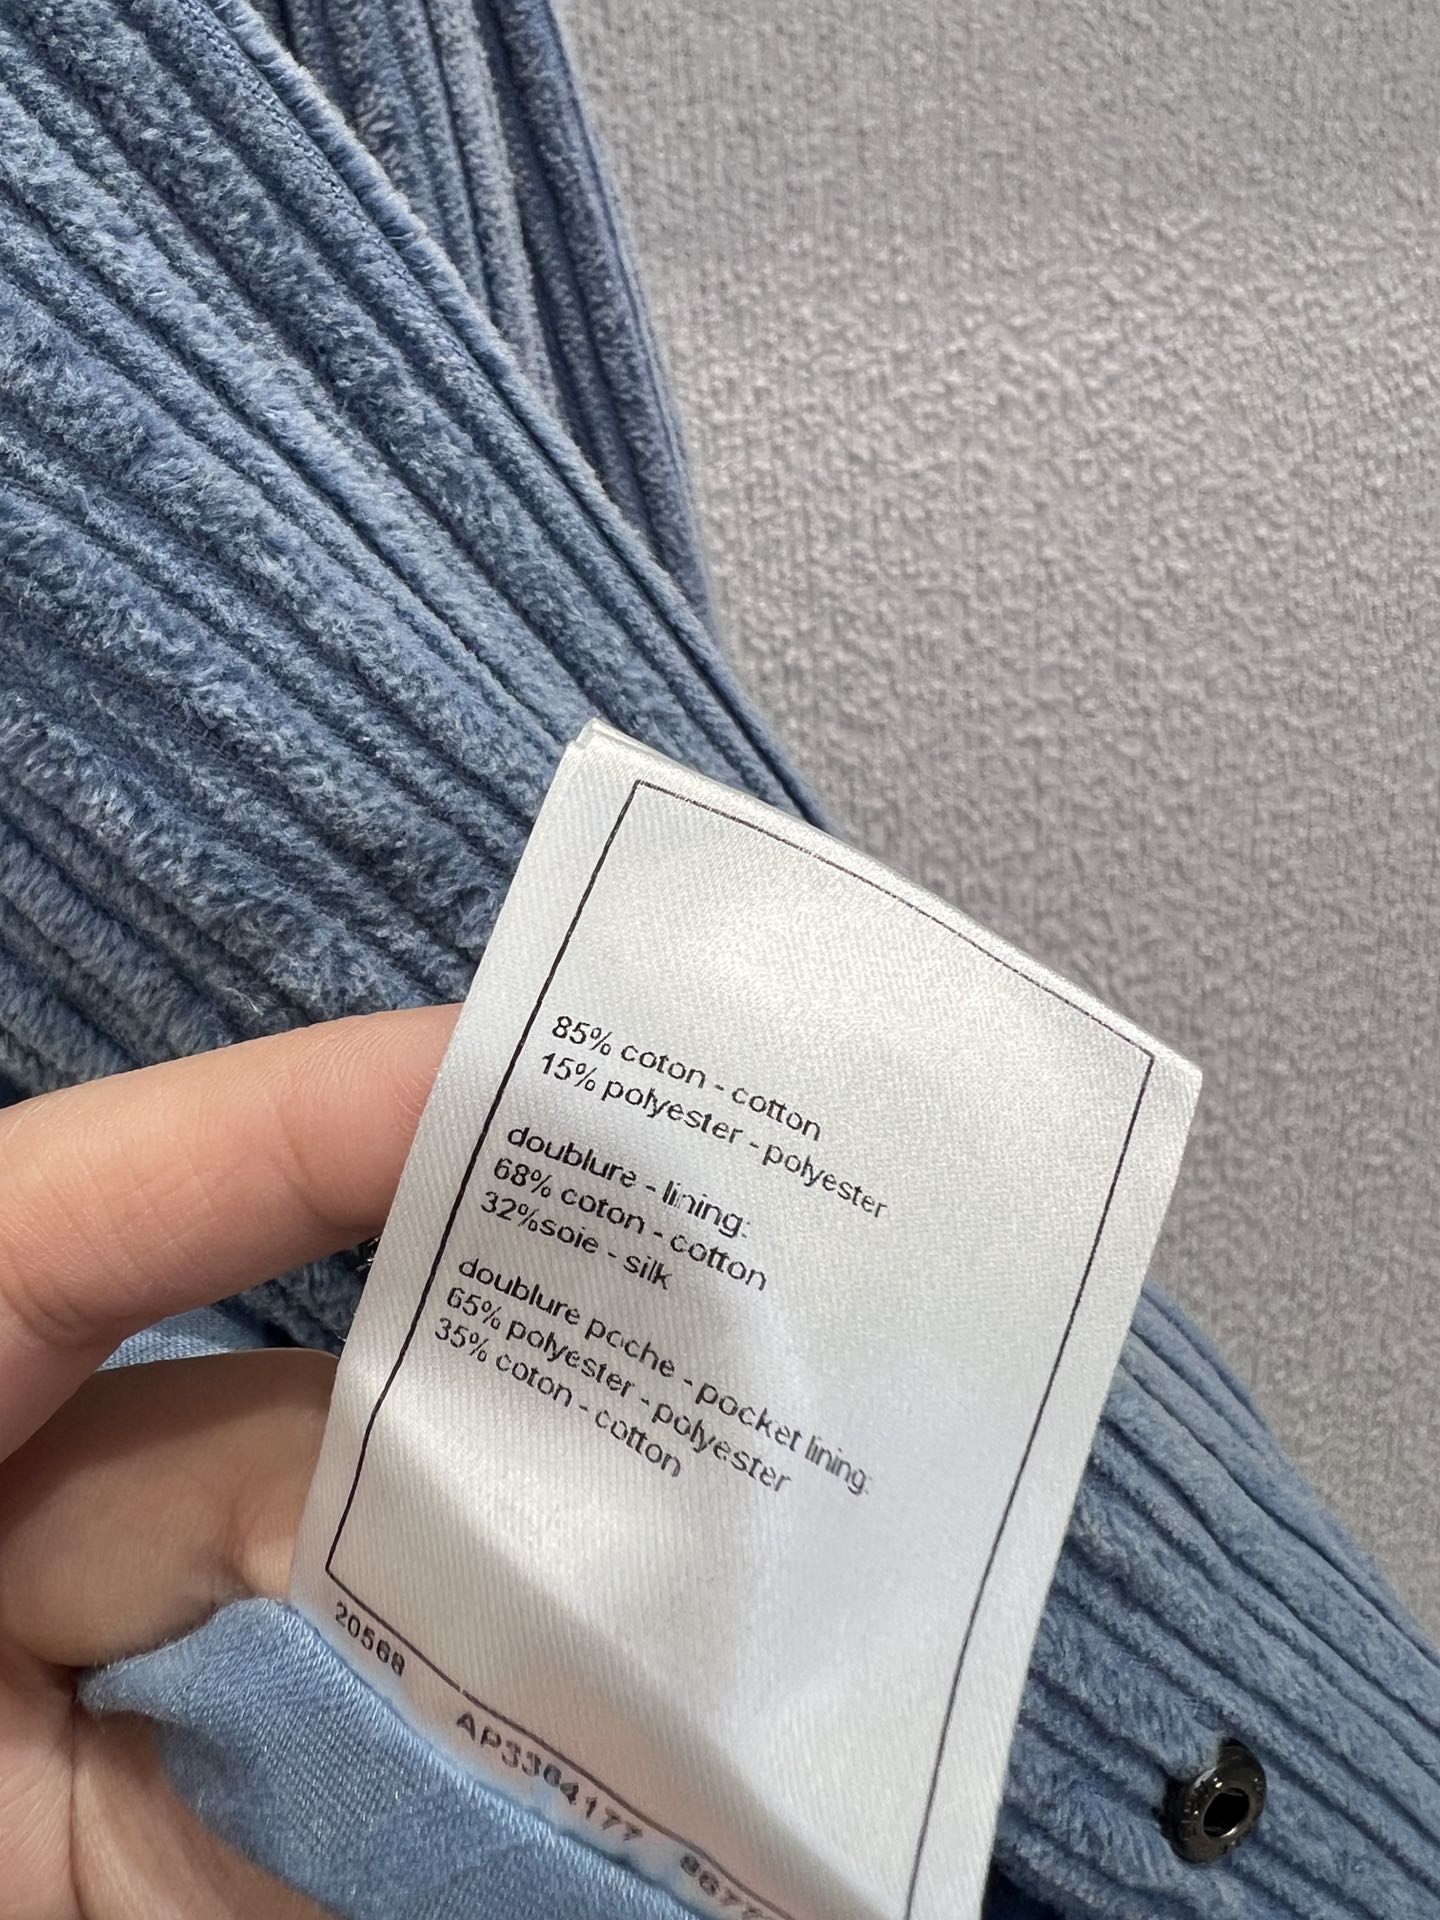 85% coton - cotton
15% polyester - polyester
doublure - lining:
68% coton - cotton
32%soie - silk
doublure poche - pocket lining:
65% polyester - polyester
35% coton - cotton
20568